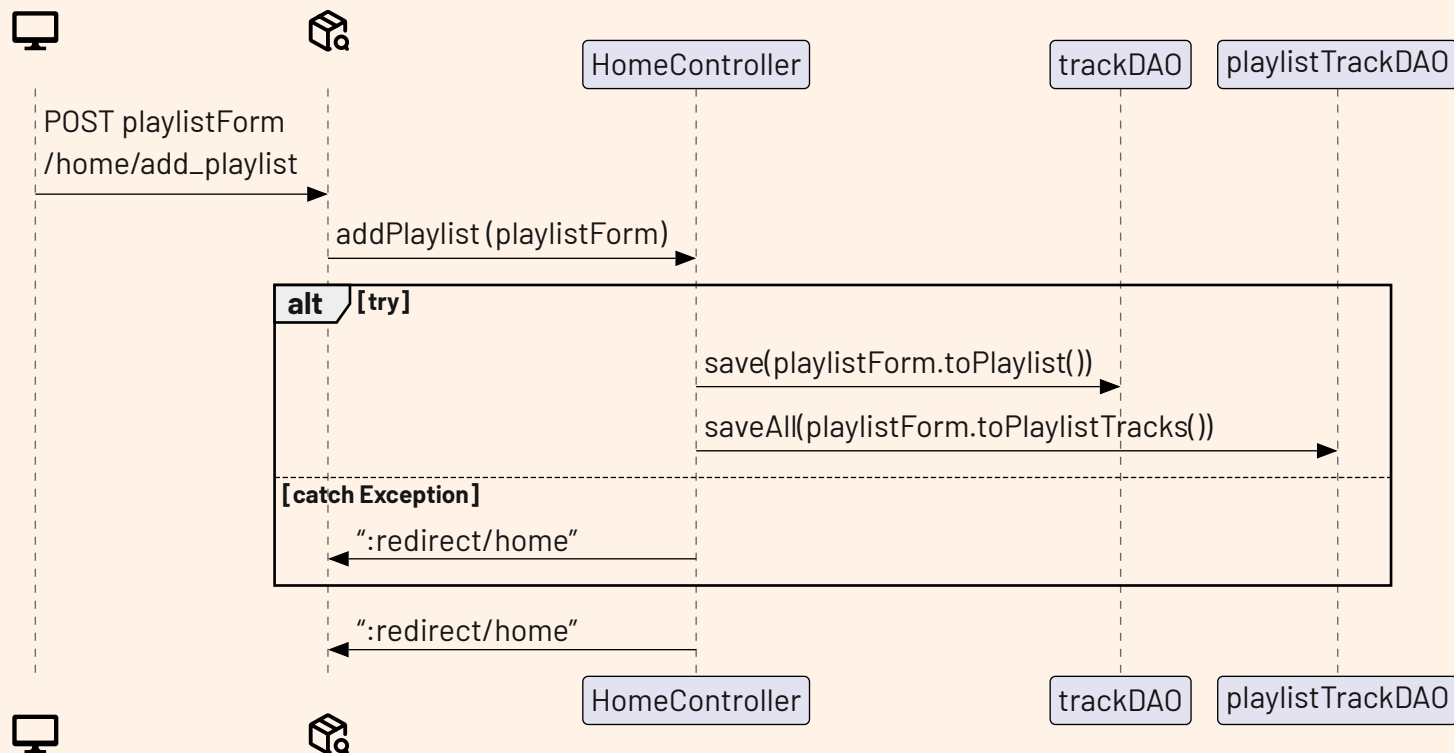 HomeController
trackDAO
playlistTrackDAO
POST playlistForm
/home/add_playlist
addPlaylist (playlistForm)
alt [try]
save(playlistForm.toPlaylist())
saveAll(playlistForm.toPlaylistTracks())
[catch Exception]
“:redirect/home”
“:redirect/home”
HomeController
trackDAO
playlistTrackDAO